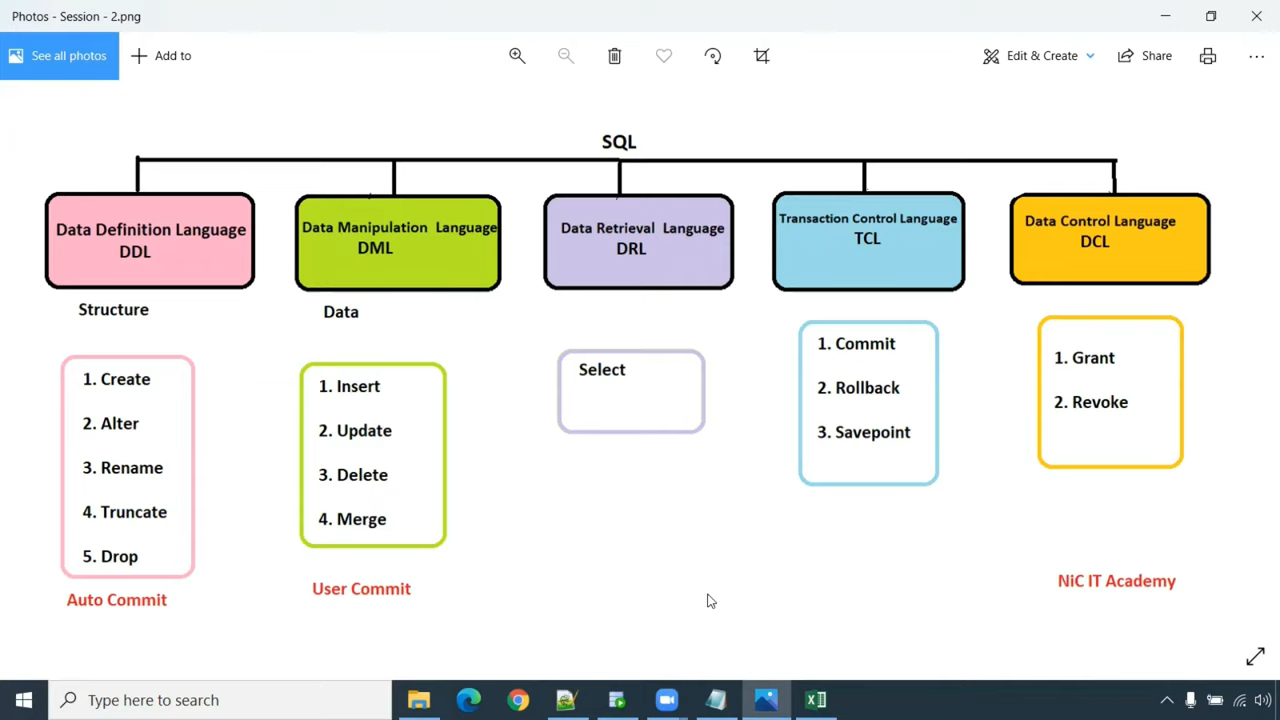 Photos - Session - 2.png
See all photos
Add to
Edit & Create
Share
SQL
Data Definition Language
DDL
Data Manipulation Language
DML
Data Retrieval Language
DRL
Transaction Control Language
TCL
Data Control Language
DCL
Structure
Data
1. Create
2. Alter
3. Rename
4. Truncate
5. Drop
1. Insert
2. Update
3. Delete
4. Merge
Select
1. Commit
2. Rollback
3. Savepoint
1. Grant
2. Revoke
Auto Commit
User Commit
NiC IT Academy
Type here to search